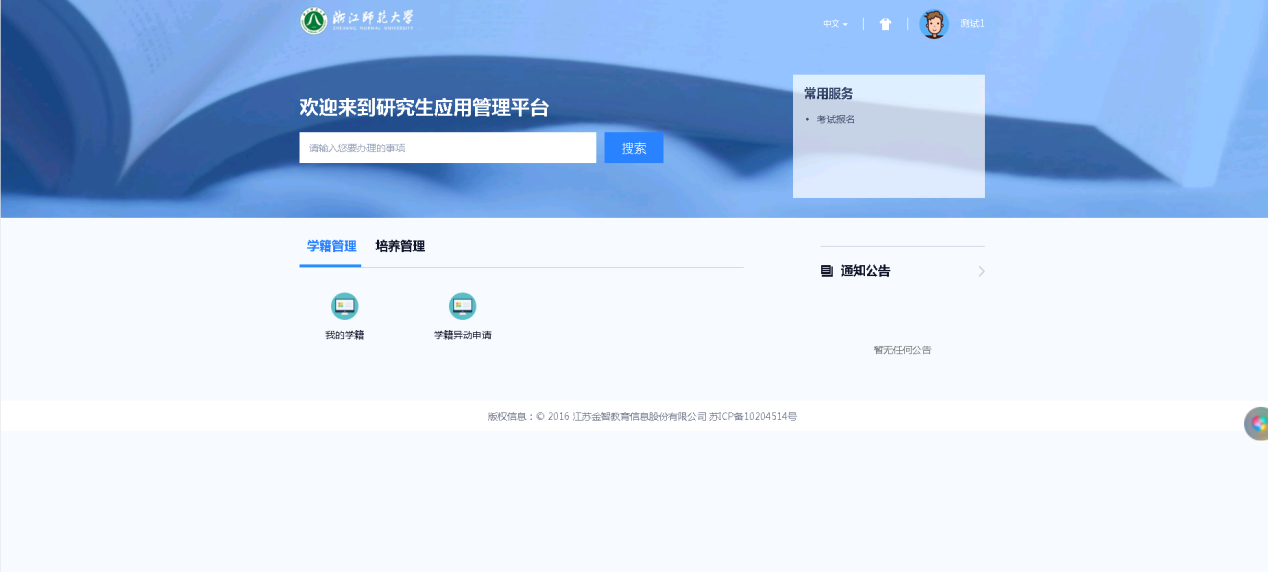 浙江师范大学
ZHEJIANG NORMAL UNIVERSITY
中文
测试1
欢迎来到研究生应用管理平台
请输入您要办理的事项
搜索
常用服务
• 考试报名
学籍管理
培养管理
通知公告
我的学籍
学籍异动申请
暂无任何公告
版权信息：© 2016 江苏金智教育信息股份有限公司 苏ICP备10204514号